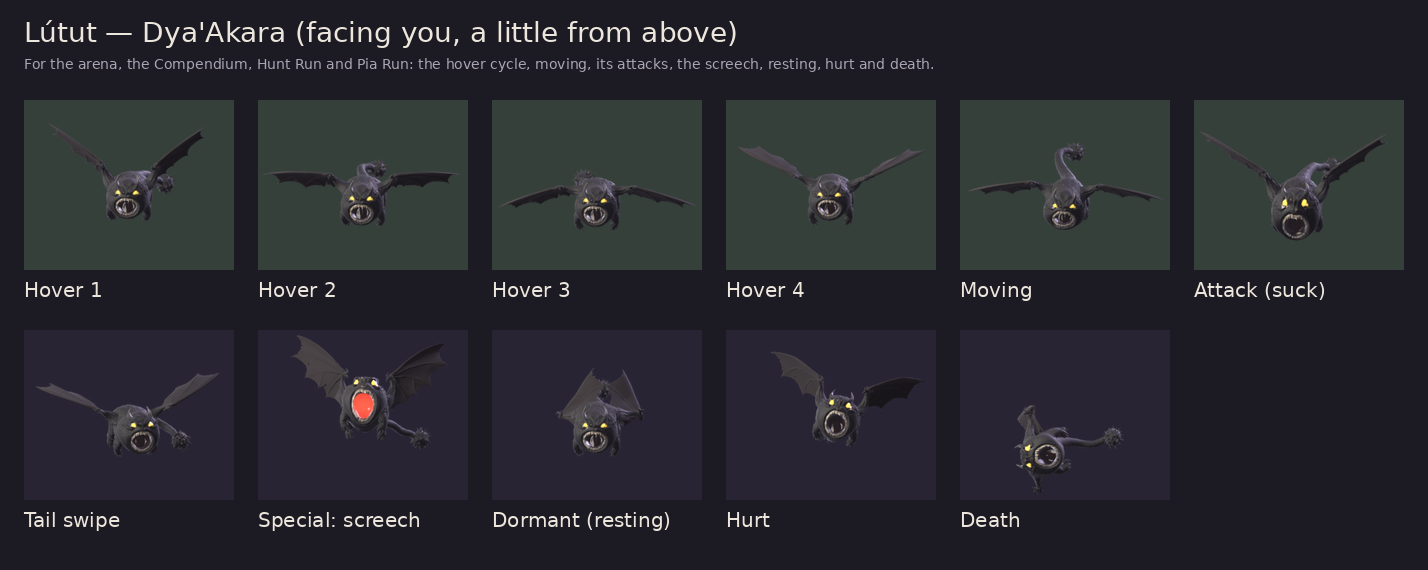 Lútut — Dya'Akara (facing you, a little from above)
For the arena, the Compendium, Hunt Run and Pia Run: the hover cycle, moving, its attacks, the screech, resting, hurt and death.
Hover 1
Hover 2
Hover 3
Hover 4
Moving
Attack (suck)
Tail swipe
Special: screech
Dormant (resting)
Hurt
Death